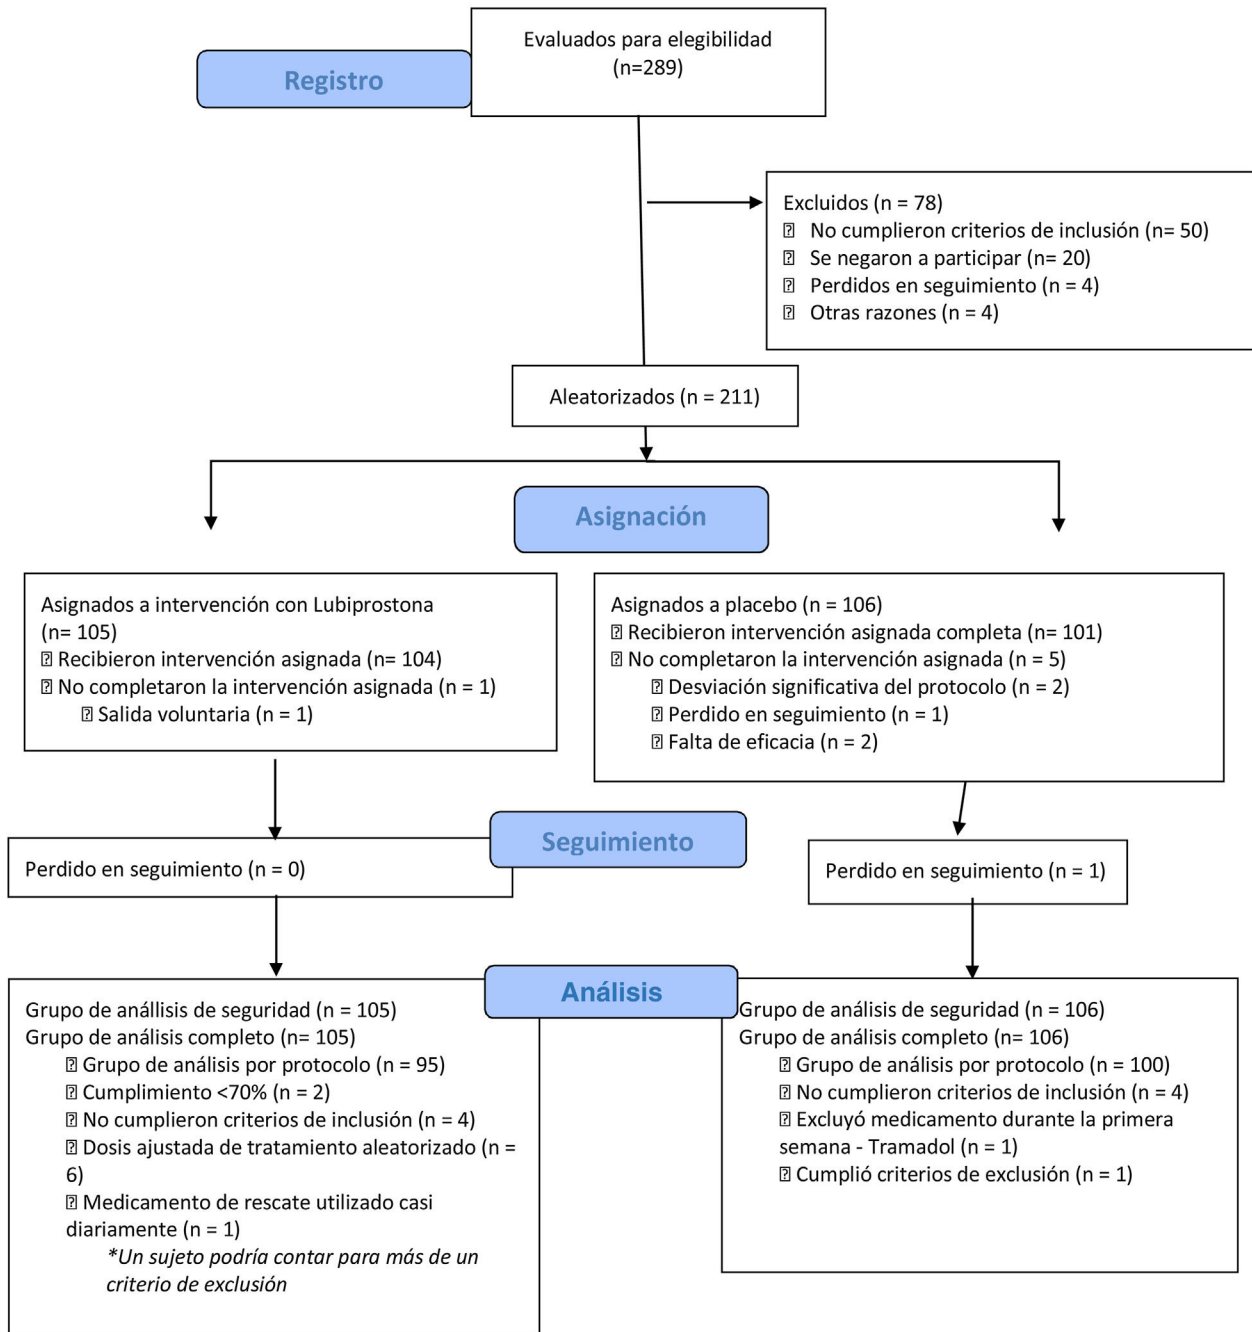 Evaluados para elegibilidad
(n=289)
Registro
Excluidos (n = 78)
⍰ No cumplieron criterios de inclusión (n= 50)
⍰ Se negaron a participar (n= 20)
⍰ Perdidos en seguimiento (n = 4)
⍰ Otras razones (n = 4)
Aleatorizados (n = 211)
Asignación
Asignados a intervención con Lubiprostona
(n= 105)
⍰ Recibieron intervención asignada (n= 104)
⍰ No completaron la intervención asignada (n = 1)
⍰ Salida voluntaria (n = 1)
Asignados a placebo (n = 106)
⍰ Recibieron intervención asignada completa (n= 101)
⍰ No completaron la intervención asignada (n = 5)
⍰ Desviación significativa del protocolo (n = 2)
⍰ Perdido en seguimiento (n = 1)
⍰ Falta de eficacia (n = 2)
Seguimiento
Perdido en seguimiento (n = 0)
Perdido en seguimiento (n = 1)
Análisis
Grupo de análisis de seguridad (n = 105)
Grupo de análisis completo (n= 105)
⍰ Grupo de análisis por protocolo (n = 95)
⍰ Cumplimiento <70% (n = 2)
⍰ No cumplieron criterios de inclusión (n = 4)
⍰ Dosis ajustada de tratamiento aleatorizado (n =
6)
⍰ Medicamento de rescate utilizado casi
diariamente (n = 1)
*Un sujeto podría contar para más de un
criterio de exclusión
Grupo de análisis de seguridad (n = 106)
Grupo de análisis completo (n= 106)
⍰ Grupo de análisis por protocolo (n = 100)
⍰ No cumplieron criterios de inclusión (n = 4)
⍰ Excluyó medicamento durante la primera
semana - Tramadol (n = 1)
⍰ Cumplió criterios de exclusión (n = 1)